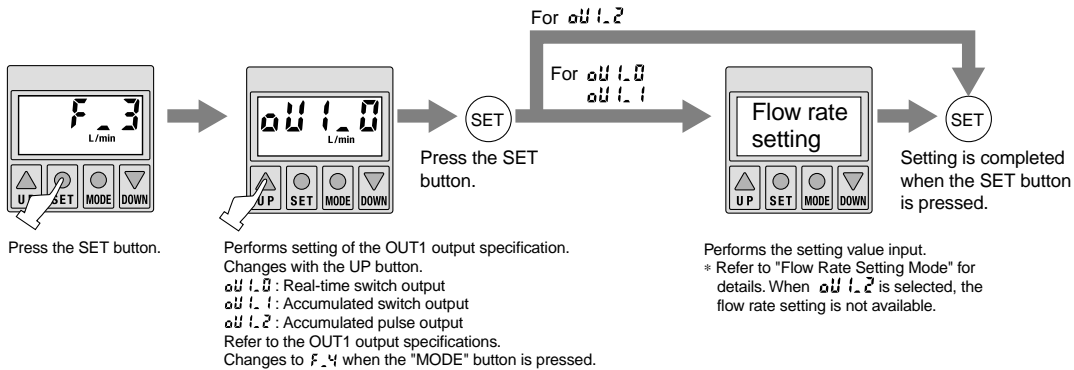 For oU1_2
For oU1_0
oU1_1
F_3
L/min
UP SET MODE DOWN
Press the SET button.
oU1_0
L/min
UP SET MODE DOWN
Performs setting of the OUT1 output specification.
Changes with the UP button.
oU1_0 : Real-time switch output
oU1_1 : Accumulated switch output
oU1_2 : Accumulated pulse output
Refer to the OUT1 output specifications.
Changes to F_4 when the "MODE" button is pressed.
SET
Press the SET
button.
Flow rate
setting
UP SET MODE DOWN
Performs the setting value input.
* Refer to "Flow Rate Setting Mode" for
details. When oU1_2 is selected, the
flow rate setting is not available.
SET
Setting is completed
when the SET button
is pressed.